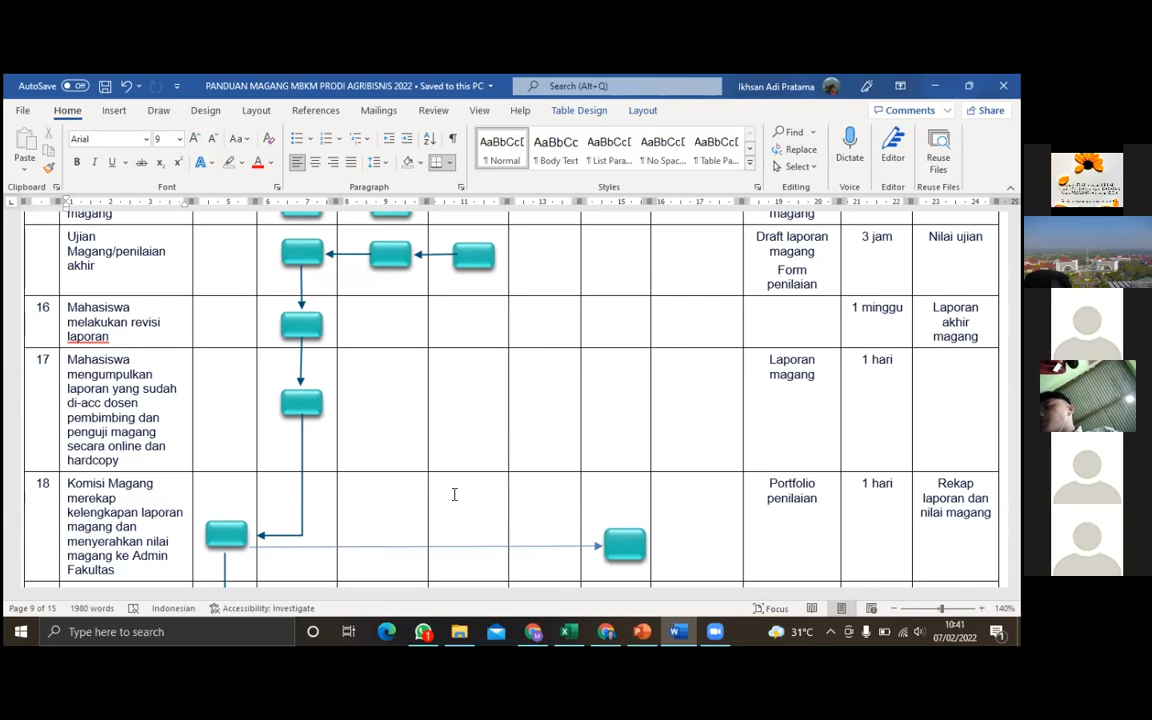 AutoSave Off
PANDUAN MAGANG MBKM PRODI AGRIBISNIS 2022 • Saved to this PC
Search (Alt+Q)
Ikhsan Adi Pratama
File Home Insert Draw Design Layout References Mailings Review View Help Table Design Layout
Comments Share
Arial 9
Paste
AaBbCcD AaBbCc AaBbCcD AaBbCcD AaBbCcD
¶ Normal ¶ Body Text ¶ List Para... ¶ No Spac... ¶ Table Pa...
Find
Replace
Select
Dictate
Editor
Reuse
Files
Clipboard Font Paragraph Styles Editing Voice Editor Reuse Files
magang
magang
Ujian
Magang/penilaian
akhir
Draft laporan
magang
Form
penilaian
3 jam
Nilai ujian
16
Mahasiswa
melakukan revisi
laporan
1 minggu
Laporan
akhir
magang
17
Mahasiswa
mengumpulkan
laporan yang sudah
di-acc dosen
pembimbing dan
penguji magang
secara online dan
hardcopy
Laporan
magang
1 hari
18
Komisi Magang
merekap
kelengkapan laporan
magang dan
menyerahkan nilai
magang ke Admin
Fakultas
Portfolio
penilaian
1 hari
Rekap
laporan dan
nilai magang
Page 9 of 15 1980 words Indonesian Accessibility: Investigate Focus 140%
Type here to search
31°C
10:41
07/02/2022